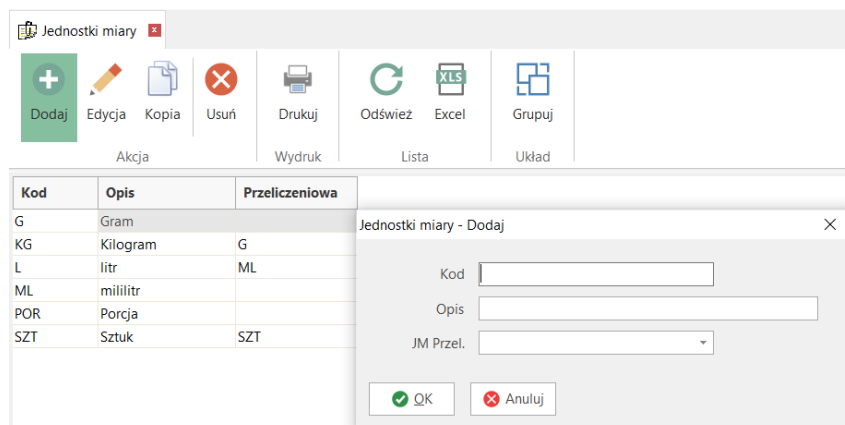 Jednostki miary
XLS
Dodaj Edycja Kopia Usuń Drukuj Odśwież Excel Grupuj
Akcja Wydruk Lista Układ
Kod Opis Przeliczeniowa
G Gram
KG Kilogram G
L litr ML
ML mililitr
POR Porcja
SZT Sztuk SZT
Jednostki miary - Dodaj
Kod
Opis
JM Przel.
OK Anuluj